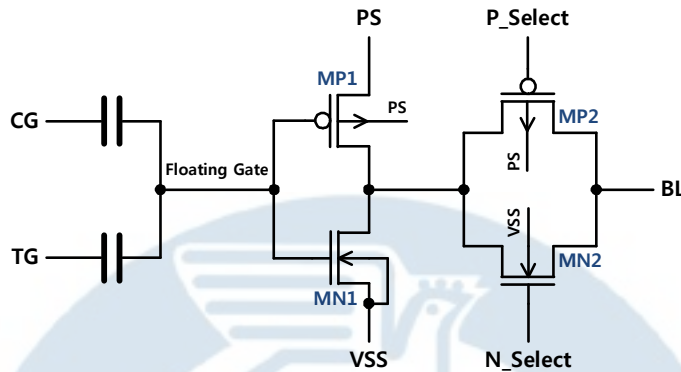 PS
P_Select
MP1
PS
MP2
CG
Floating Gate
PS
BL
TG
VSS
MN1
MN2
VSS
N_Select